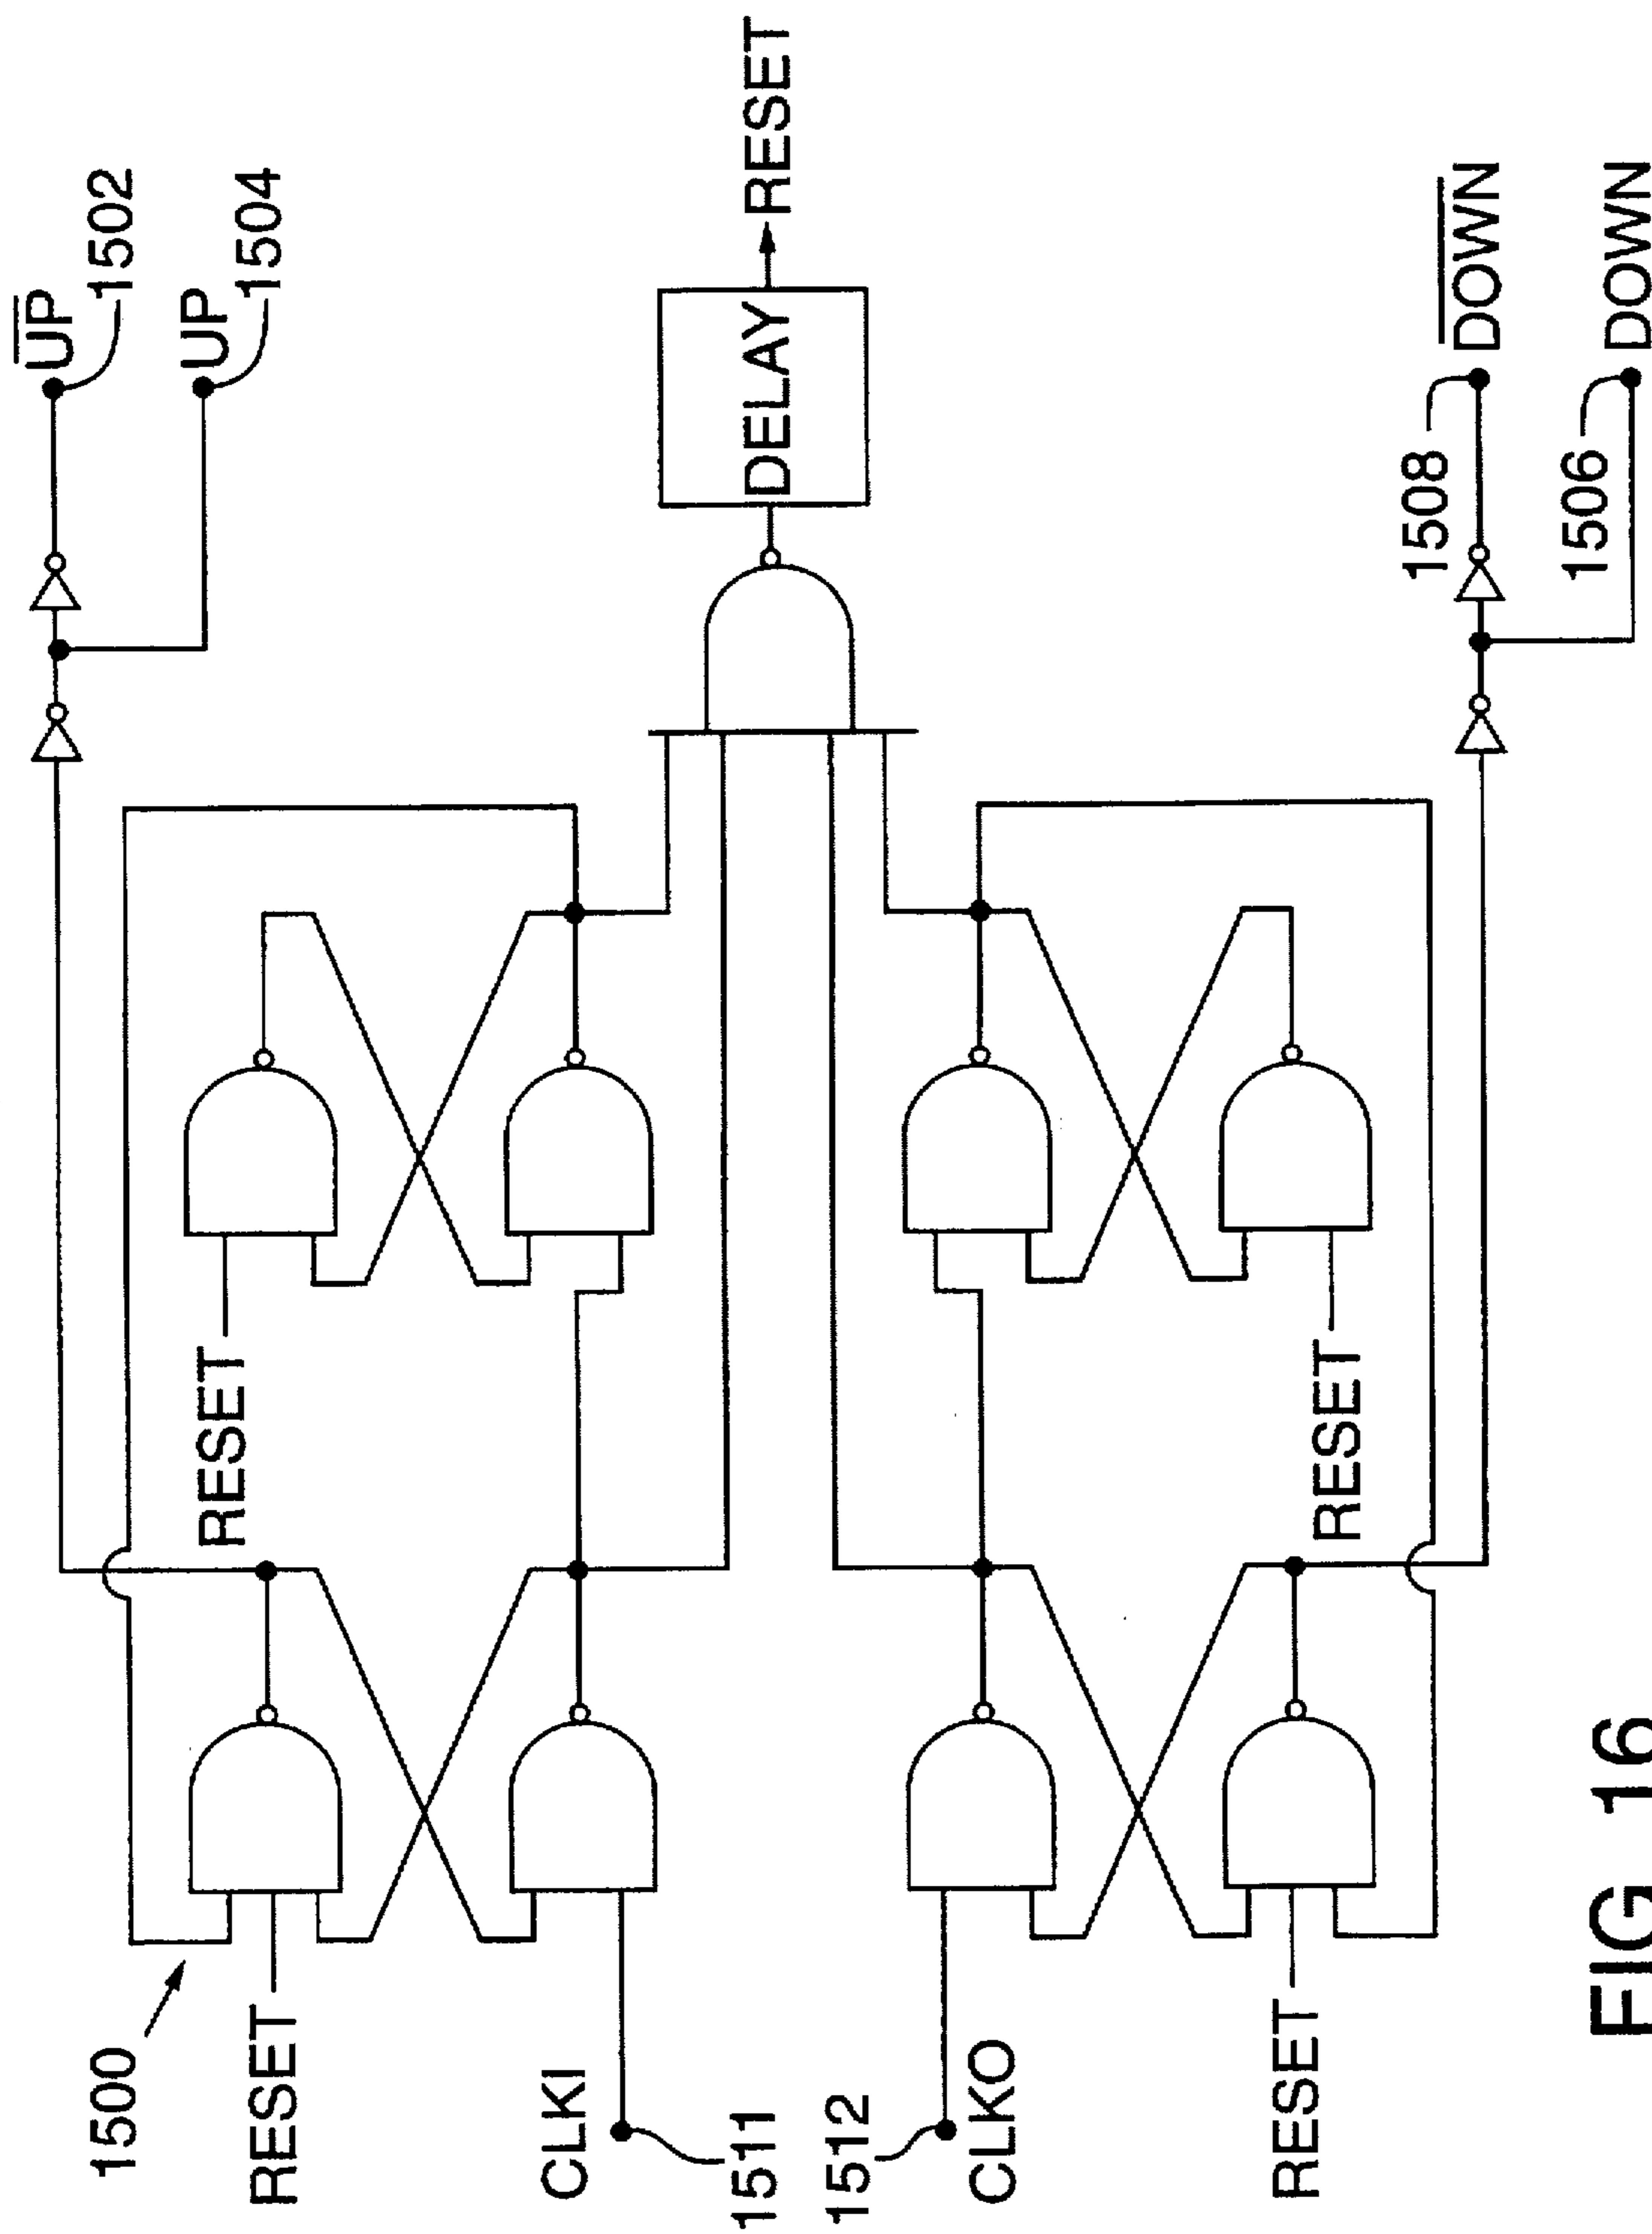 1500
UP
1502
UP
1504
RESET
RESET
CLKI
1511
DELAY
RESET
1512
CLKO
RESET
RESET
1508
DOWN
1506
DOWN
FIG 16